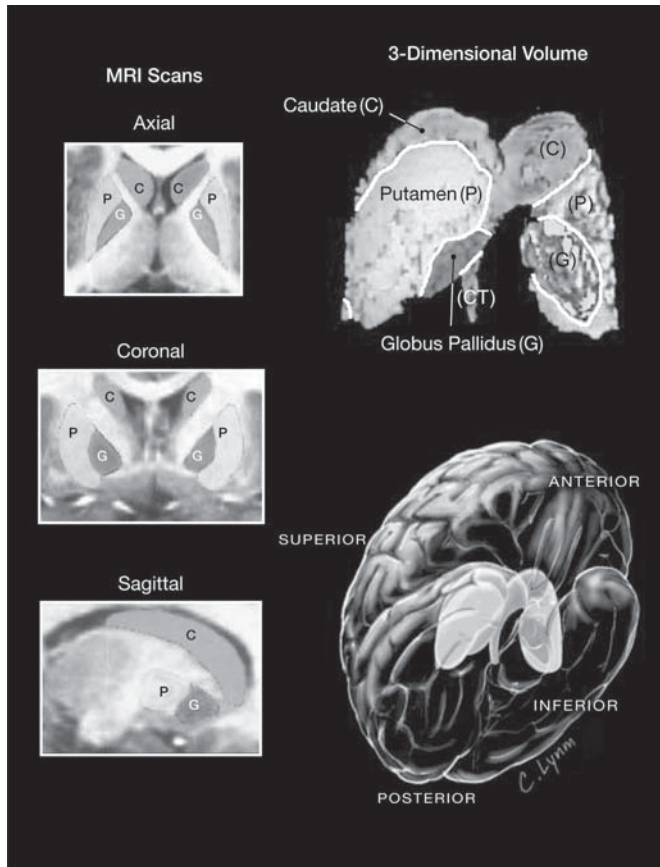 MRI Scans
Axial
P
C
C
P
G
G
Coronal
C
C
P
P
G
G
Sagittal
C
P
G
3-Dimensional Volume
Caudate (C)
(C)
Putamen (P)
(P)
(G)
(CT)
Globus Pallidus (G)
ANTERIOR
SUPERIOR
INFERIOR
POSTERIOR
C. Lynm